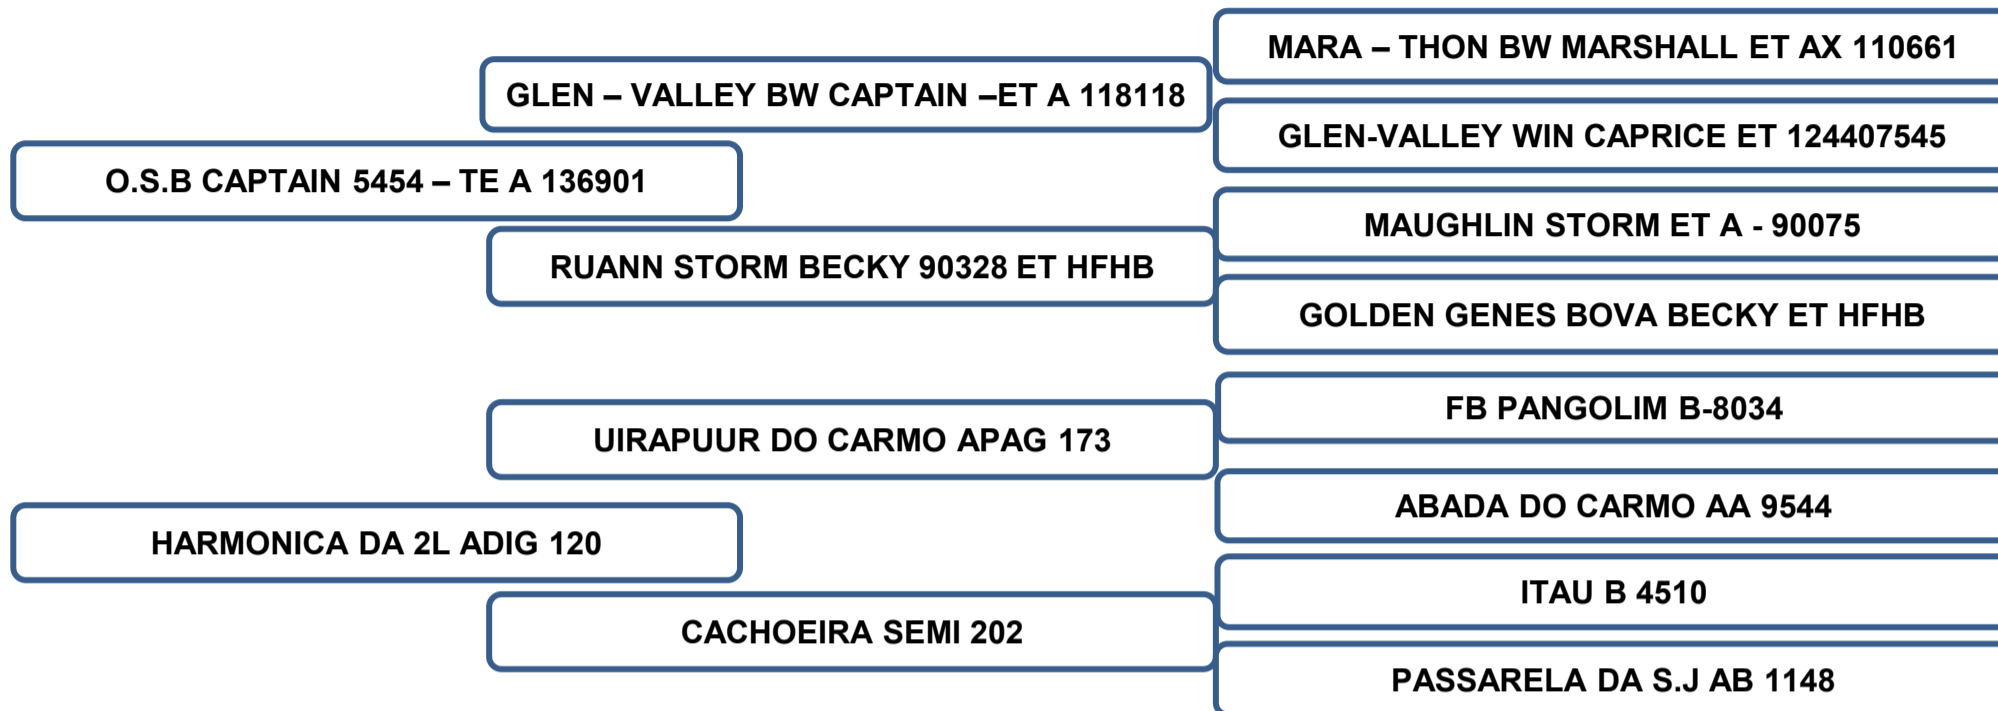 MARA – THON BW MARSHALL ET AX 110661
GLEN – VALLEY BW CAPTAIN –ET A 118118
GLEN-VALLEY WIN CAPRICE ET 124407545
O.S.B CAPTAIN 5454 – TE A 136901
MAUGHLIN STORM ET A - 90075
RUANN STORM BECKY 90328 ET HFHB
GOLDEN GENES BOVA BECKY ET HFHB
FB PANGOLIM B-8034
UIRAPUUR DO CARMO APAG 173
ABADA DO CARMO AA 9544
HARMONICA DA 2L ADIG 120
ITAU B 4510
CACHOEIRA SEMI 202
PASSARELA DA S.J AB 1148